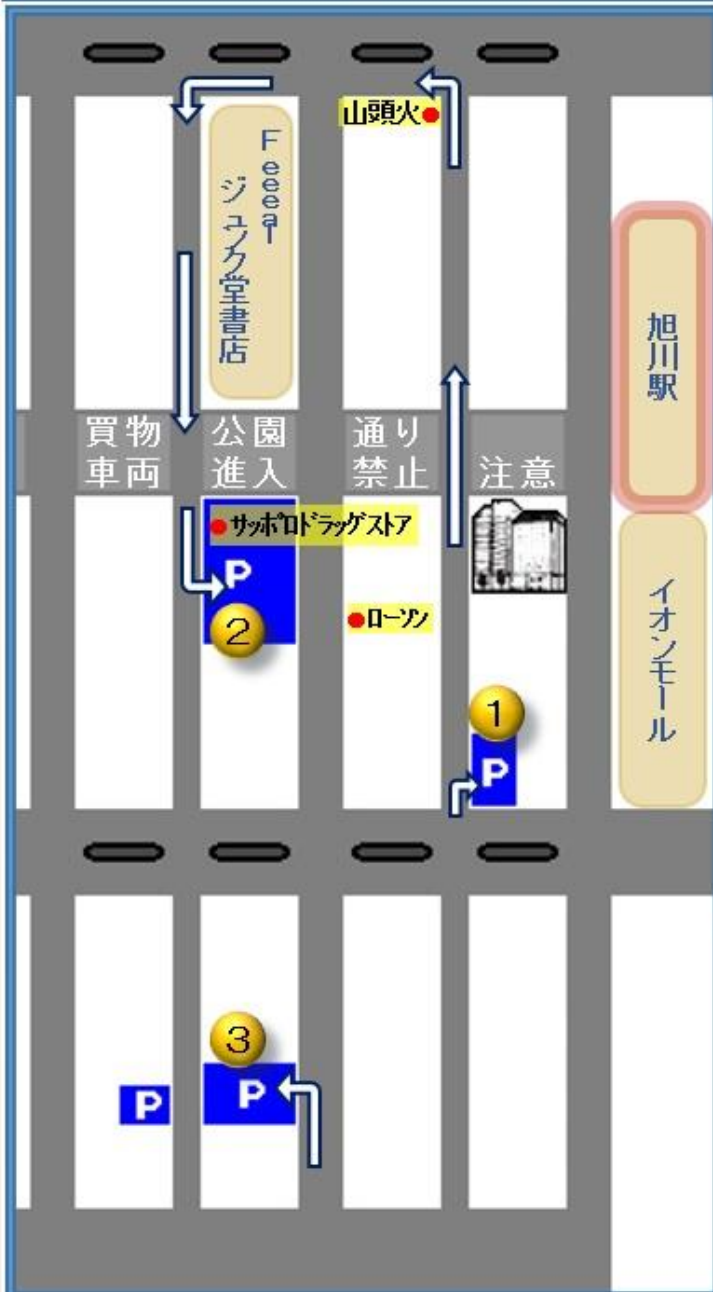 山頭火
Feeeal
ジュンク堂書店
旭川駅
買物 公園 通り
車両 進入 禁止 注意
サッポロドラッグストア
P
2
ローソン
イオンモール
1
P
3
P
P